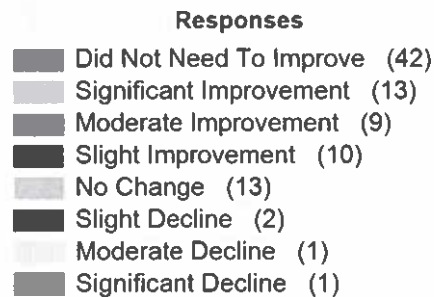 Responses
Did Not Need To Improve (42)
Significant Improvement (13)
Moderate Improvement (9)
Slight Improvement (10)
No Change (13)
Slight Decline (2)
Moderate Decline (1)
Significant Decline (1)